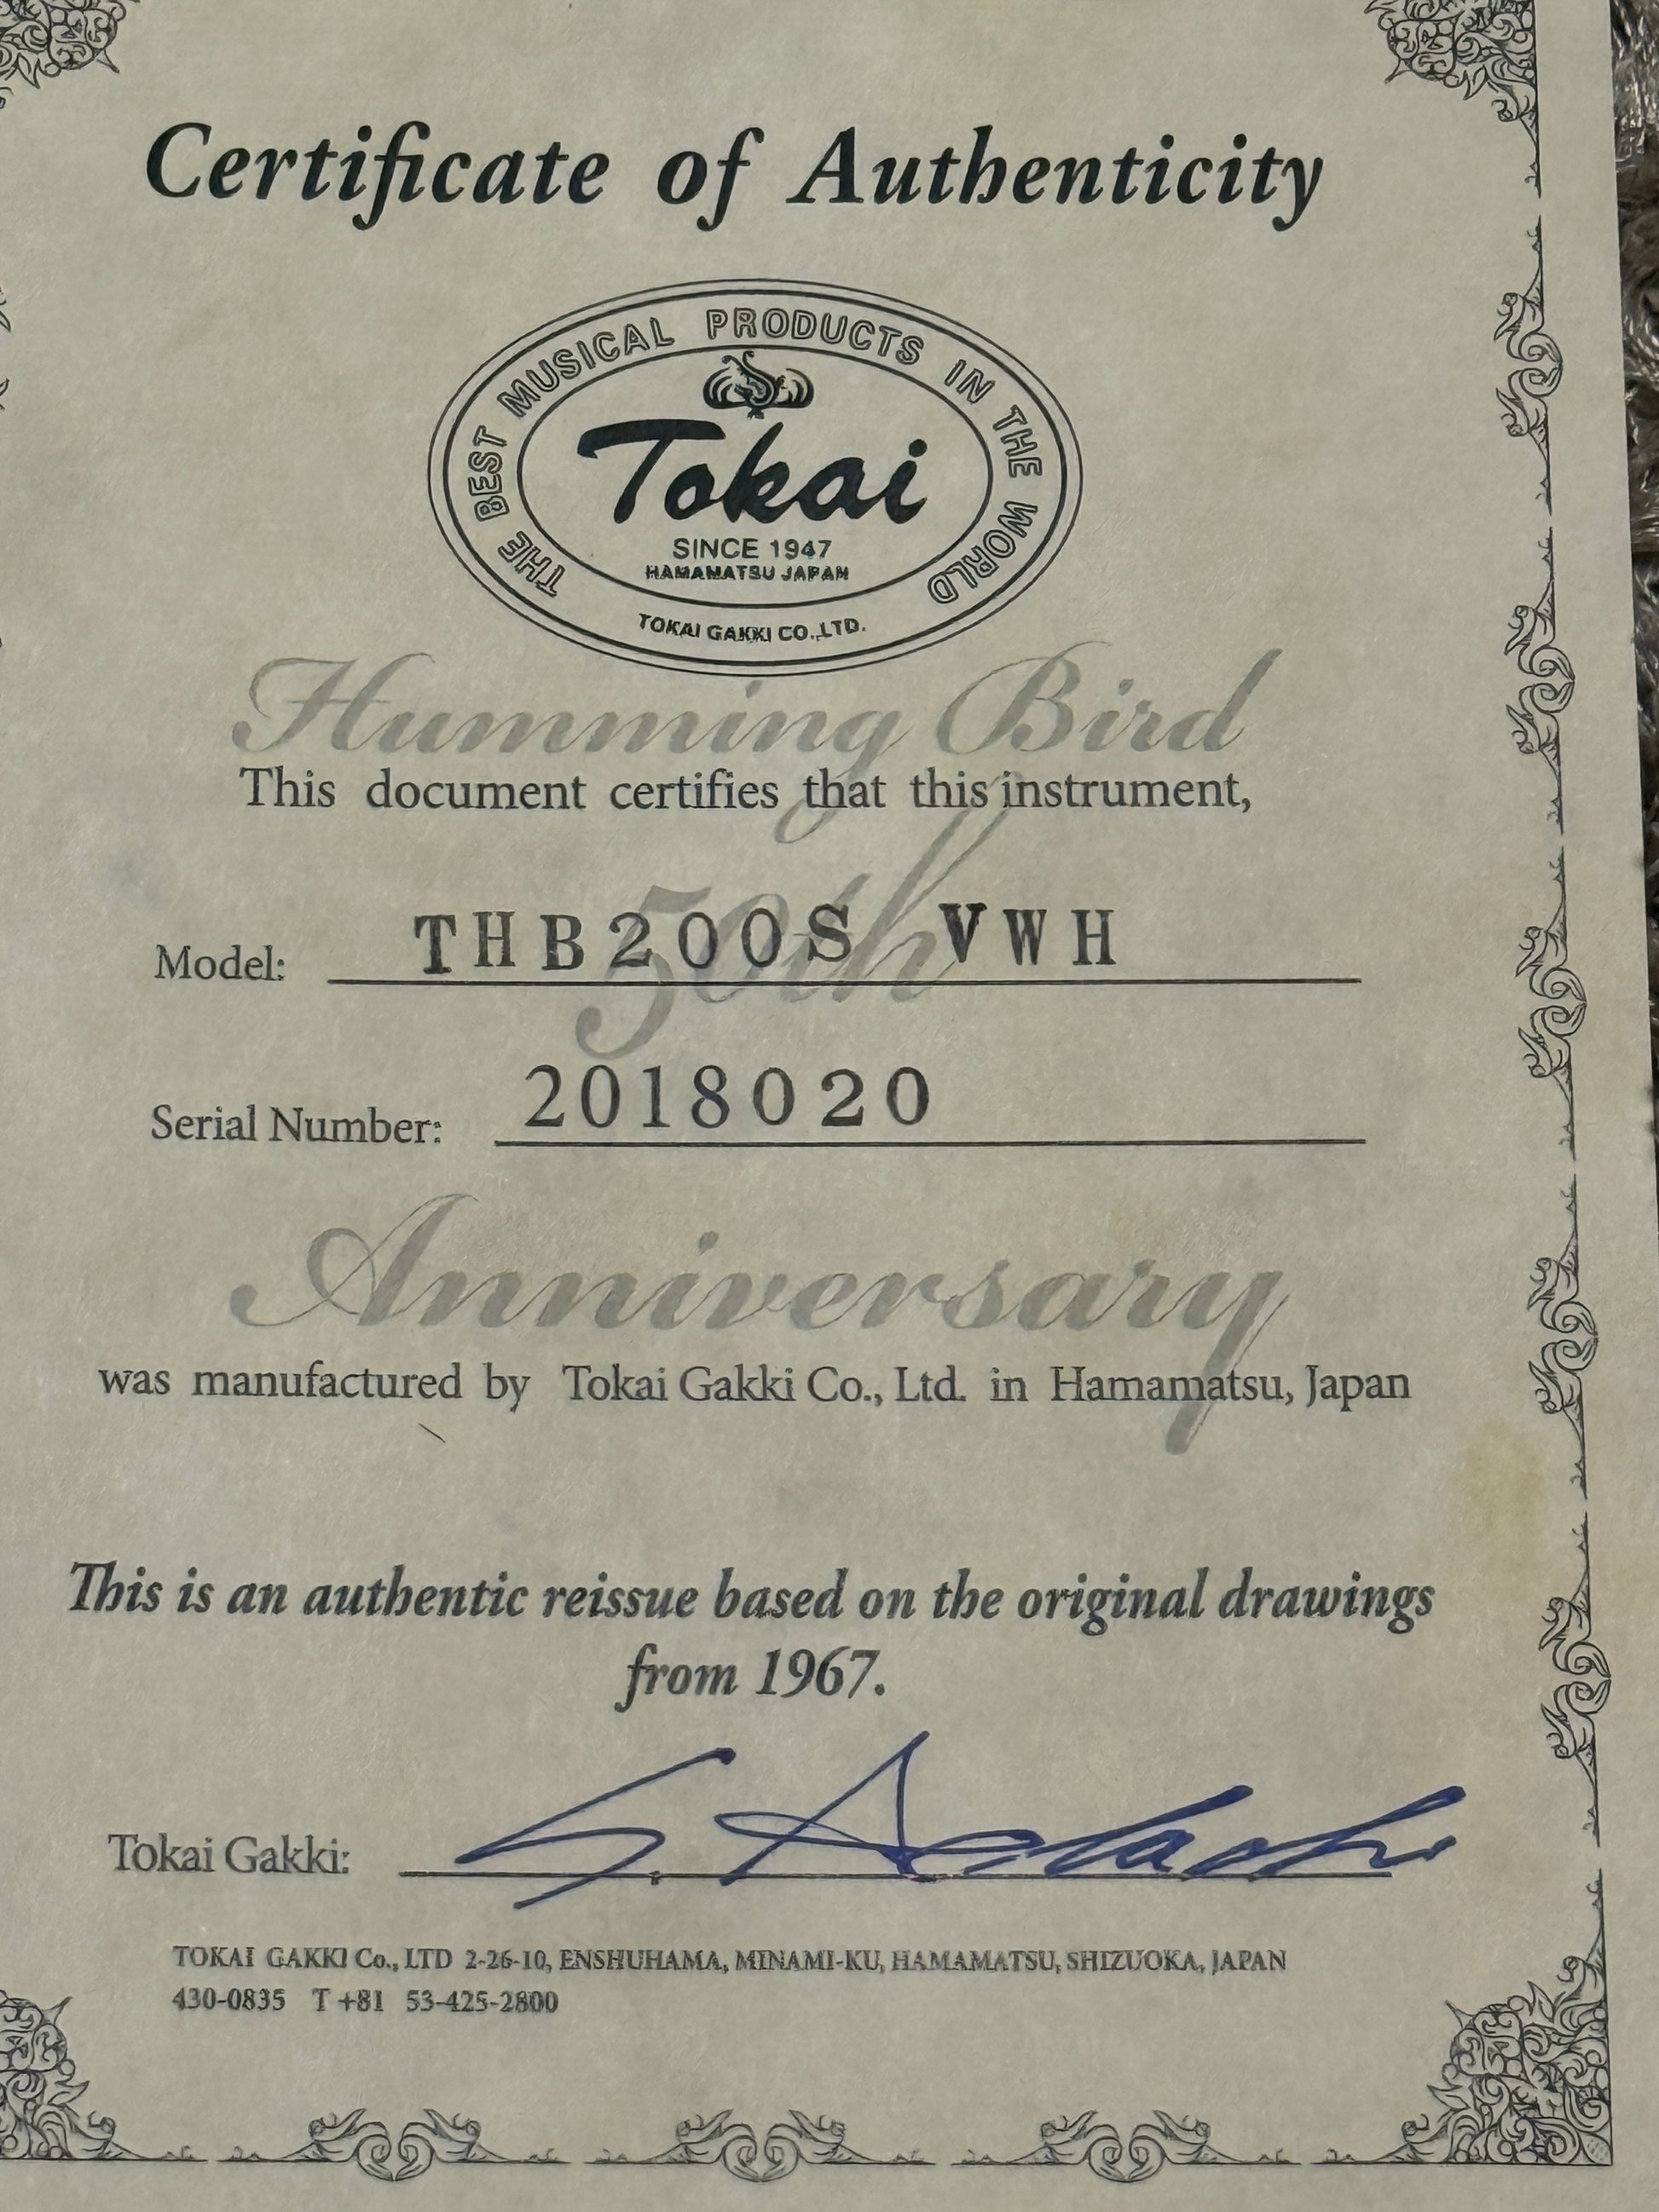 Certificate of Authenticity
THE BEST MUSICAL PRODUCTS IN THE WORLD
Tokai
SINCE 1947
HAMAMATSU JAPAN
TOKAI GAKKI CO.,LTD.
Humming Bird
This document certifies that this instrument,
50th
Model: THB200S VWH
Serial Number: 2018020
Anniversary
was manufactured by Tokai Gakki Co., Ltd. in Hamamatsu, Japan
This is an authentic reissue based on the original drawings
from 1967.
Tokai Gakki:
TOKAI GAKKI Co., LTD 2-26-10, ENSHUHAMA, MINAMI-KU, HAMAMATSU, SHIZUOKA, JAPAN
430-0835 T +81 53-425-2800